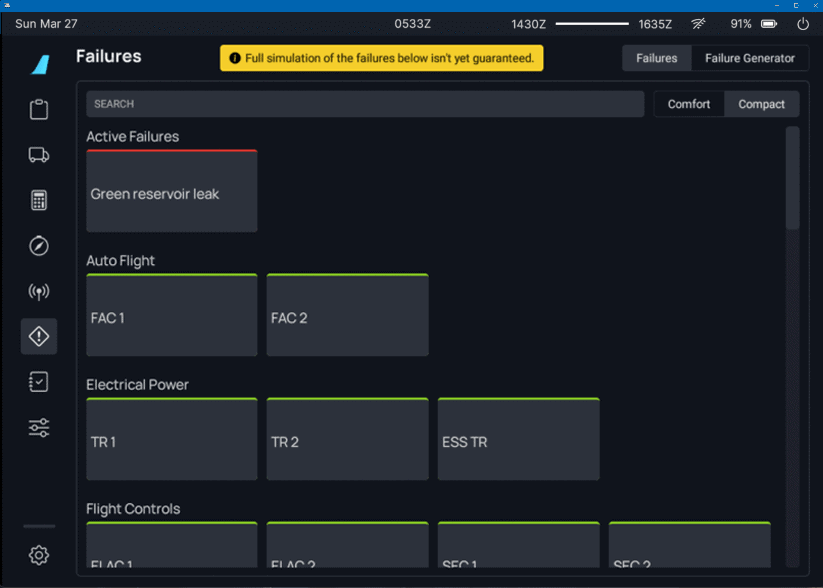 Sun Mar 27 0533Z 1430Z 1635Z 91%
Failures Full simulation of the failures below isn't yet guaranteed. Failures Failure Generator
SEARCH Comfort Compact
Active Failures
Green reservoir leak
Auto Flight
FAC 1 FAC 2
Electrical Power
TR 1 TR 2 ESS TR
Flight Controls
ELAC 1 ELAC 2 SEC 1 SEC 2